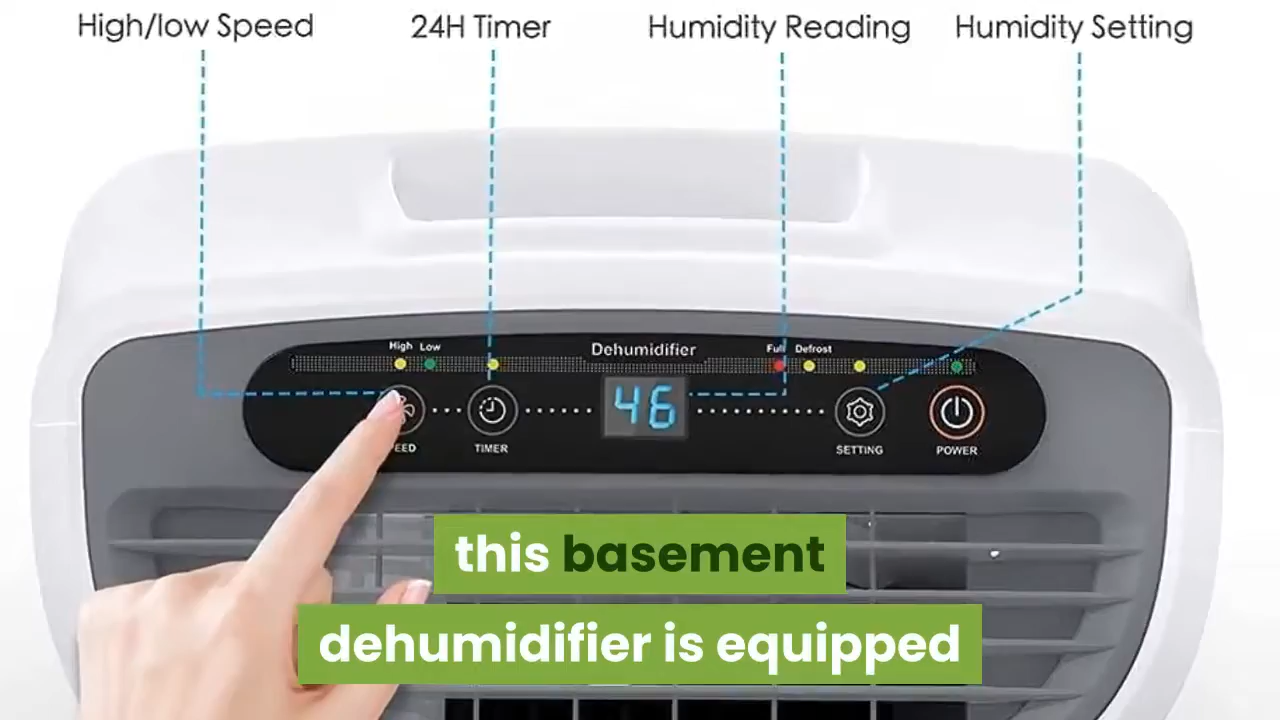 High/low Speed
24H Timer
Humidity Reading
Humidity Setting
High Low
Dehumidifier
Full Defrost
46
EED
TIMER
SETTING
POWER
this basement
dehumidifier is equipped